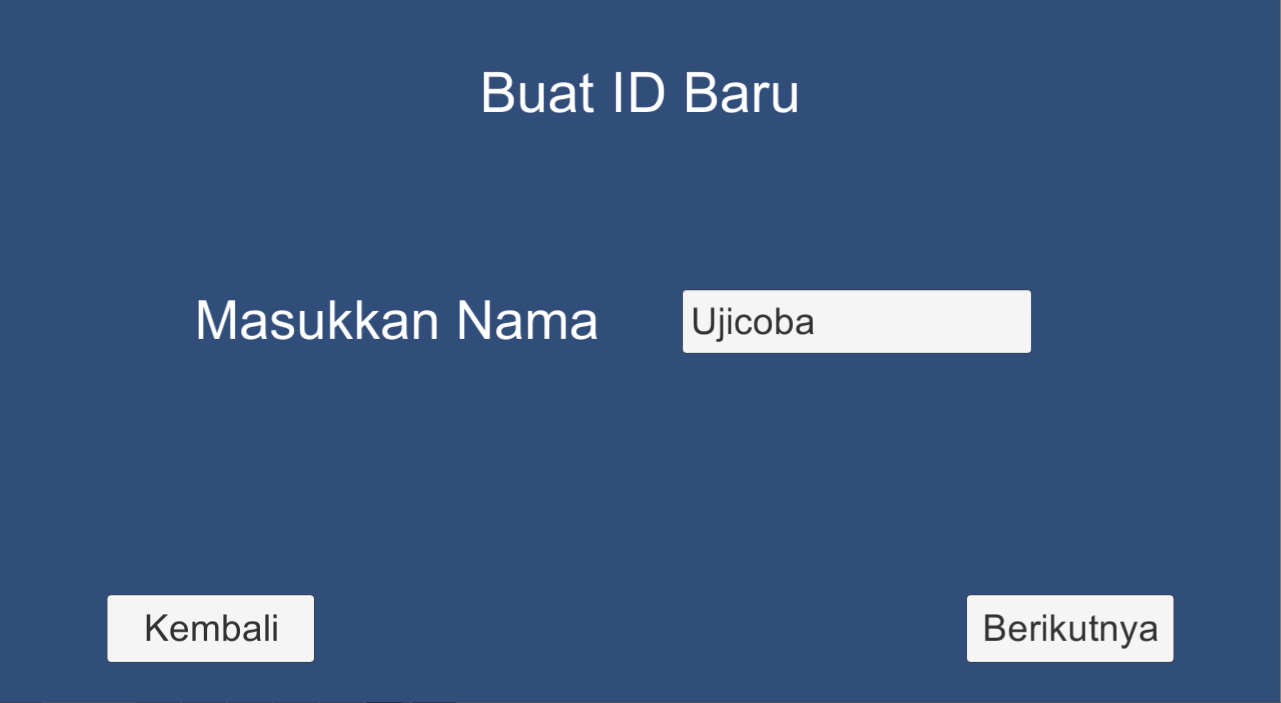 Buat ID Baru
Masukkan Nama
Ujicoba
Kembali
Berikutnya